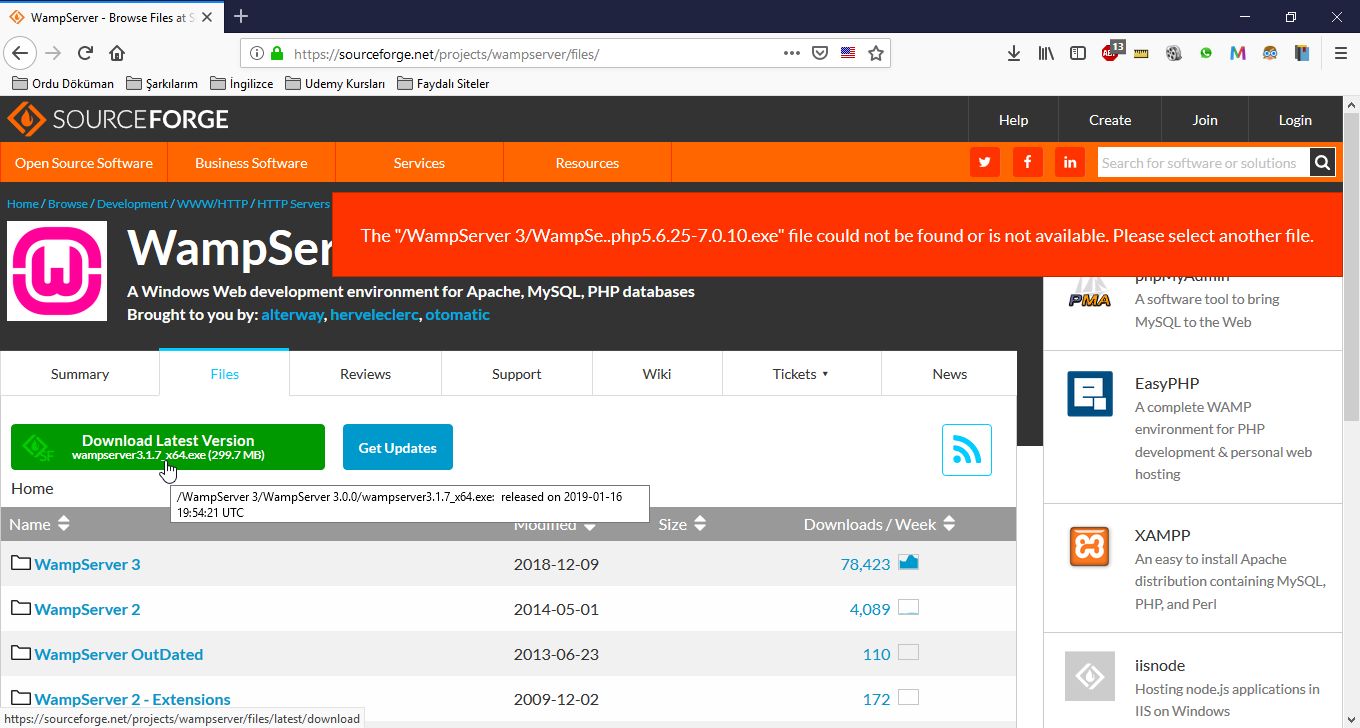 WampServer - Browse Files at S
https://sourceforge.net/projects/wampserver/files/
13
Ordu Döküman
Şarkılarım
İngilizce
Udemy Kursları
Faydalı Siteler
SOURCEFORGE
Help
Create
Join
Login
Open Source Software
Business Software
Services
Resources
Search for software or solutions
Home / Browse / Development / WWW/HTTP / HTTP Servers
The "/WampServer 3/WampSe..php5.6.25-7.0.10.exe" file could not be found or is not available. Please select another file.
WampSer
A Windows Web development environment for Apache, MySQL, PHP databases
Brought to you by: alterway, herveleclerc, otomatic
Summary
Files
Reviews
Support
Wiki
Tickets
News
Download Latest Version
wampserver3.1.7_x64.exe (299.7 MB)
SF
Get Updates
Home
/WampServer 3/WampServer 3.0.0/wampserver3.1.7_x64.exe: released on 2019-01-16
19:54:21 UTC
Name
Modified
Size
Downloads / Week
WampServer 3
2018-12-09
78,423
WampServer 2
2014-05-01
4,089
WampServer OutDated
2013-06-23
110
WampServer 2 - Extensions
2009-12-02
172
phpMyAdmin
PMA
A software tool to bring
MySQL to the Web
EasyPHP
A complete WAMP
environment for PHP
development & personal web
hosting
XAMPP
An easy to install Apache
distribution containing MySQL,
PHP, and Perl
iisnode
Hosting node.js applications in
IIS on Windows
https://sourceforge.net/projects/wampserver/files/latest/download